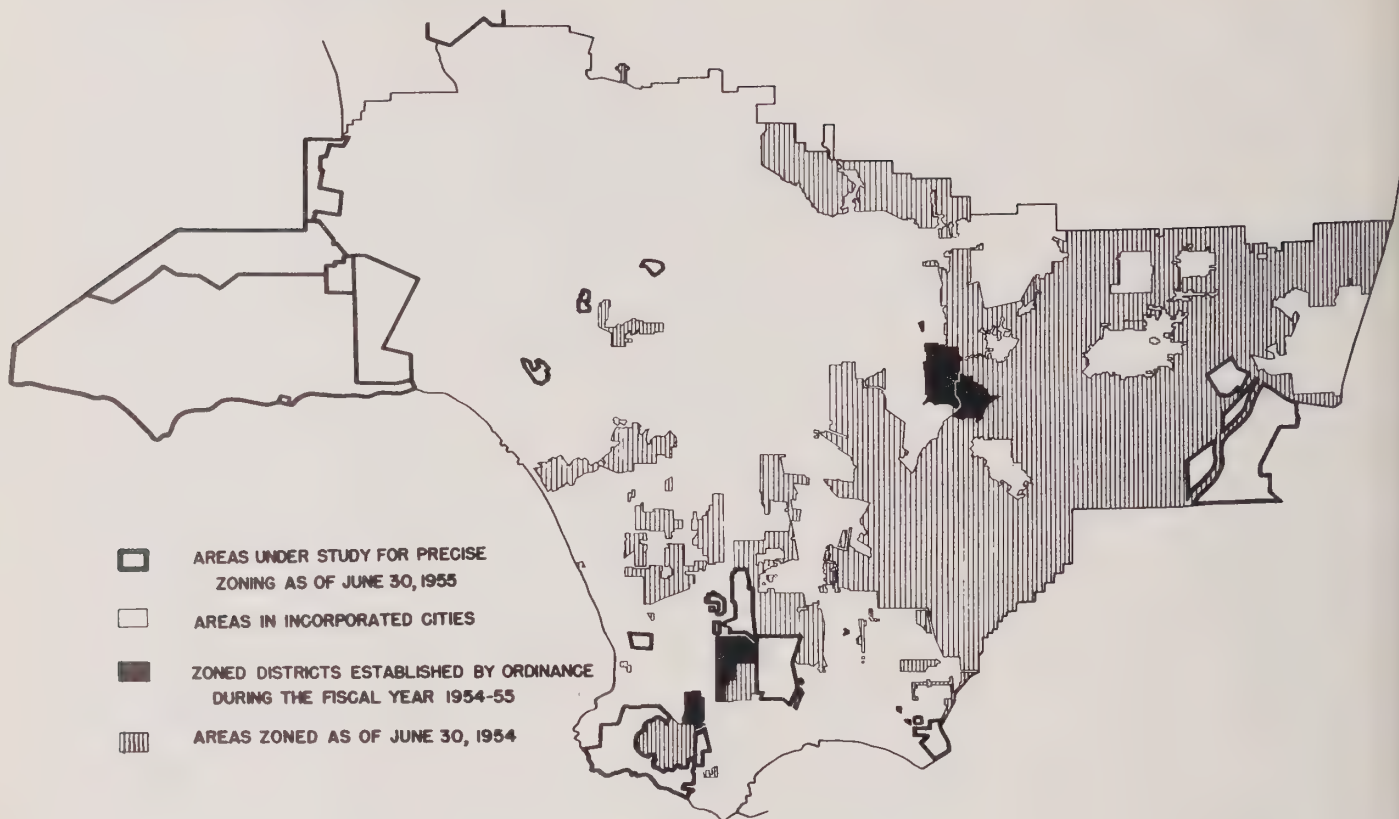 AREAS UNDER STUDY FOR PRECISE
ZONING AS OF JUNE 30, 1955
AREAS IN INCORPORATED CITIES
ZONED DISTRICTS ESTABLISHED BY ORDINANCE
DURING THE FISCAL YEAR 1954-55
AREAS ZONED AS OF JUNE 30, 1954